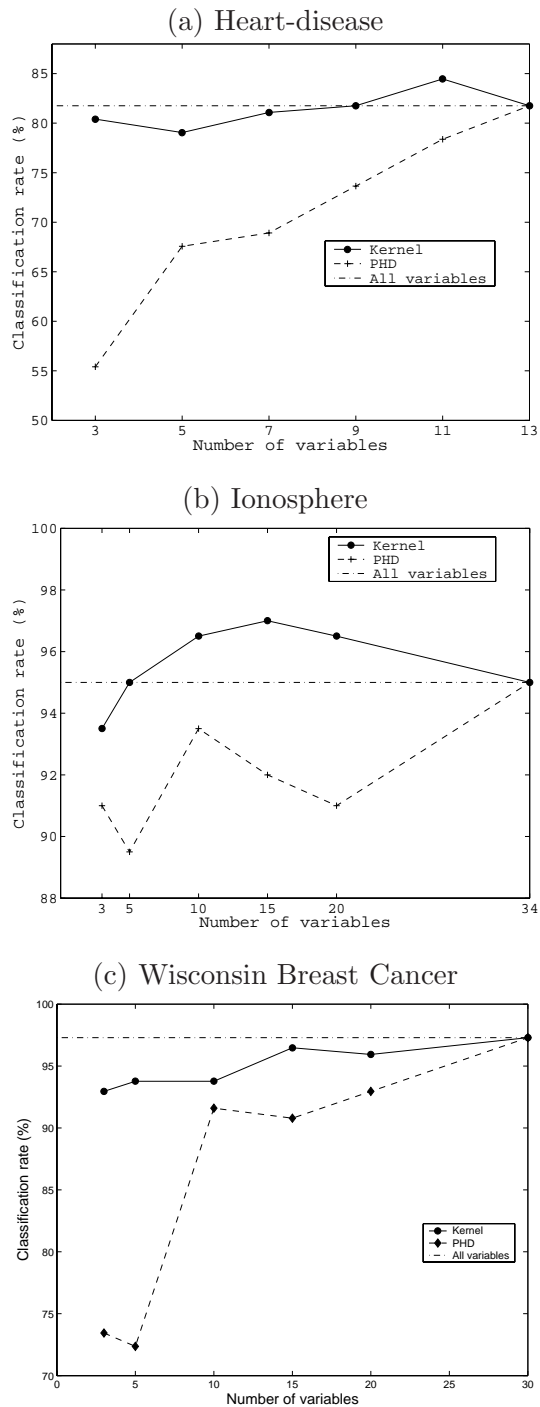 (a) Heart-disease
Classification rate (%)
85
80
75
70
65
60
55
50
Kernel
PHD
All variables
3 5 7 9 11 13
Number of variables
(b) Ionosphere
Classification rate (%)
100
98
96
94
92
90
88
Kernel
PHD
All variables
3 5 10 15 20 34
Number of variables
(c) Wisconsin Breast Cancer
Classification rate (%)
100
95
90
85
80
75
70
Kernel
PHD
All variables
0 5 10 15 20 25 30
Number of variables